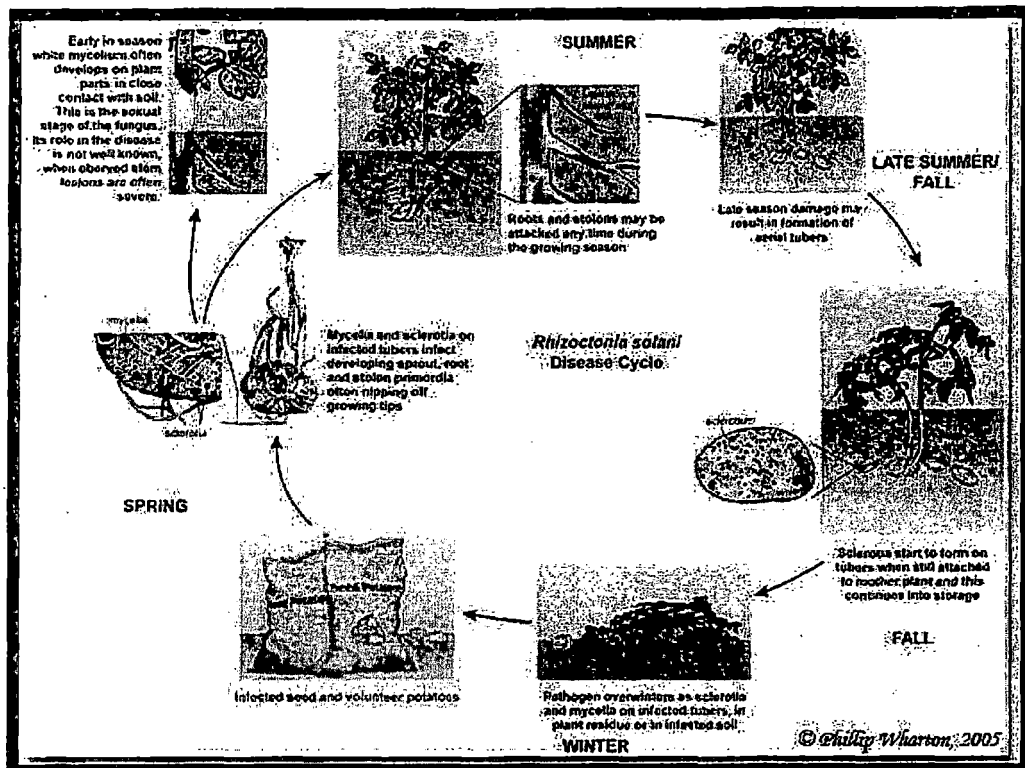 Early in season
white mycelium often
develops on plant
parts in close
contact with soil.
This is the sexual
stage of the fungus,
its role in the disease
is not well known,
when oberved stem
lesions are often
severe.
SUMMER
Roots and stolons may be
attacked any time during
the growing season
Late season damage may
result in formation of
aerial tubers
LATE SUMMER/
FALL
mycelia
sclerotia
Mycelia and sclerotia on
infected tubers infect
developing sprout, root
and stolon primordia
often nipping off
growing tips
Rhizoctonia solani
Disease Cycle
sclerotia
SPRING
Sclerotia start to form on
tubers when still attached
to mother plant and this
continues into storage
FALL
Seed Potatoes
Infected seed and volunteer potatoes
Pathogen overwinters as sclerotia
and mycelia on infected tubers, in
plant residue or in infected soil
WINTER
© Phillip Wharton, 2005